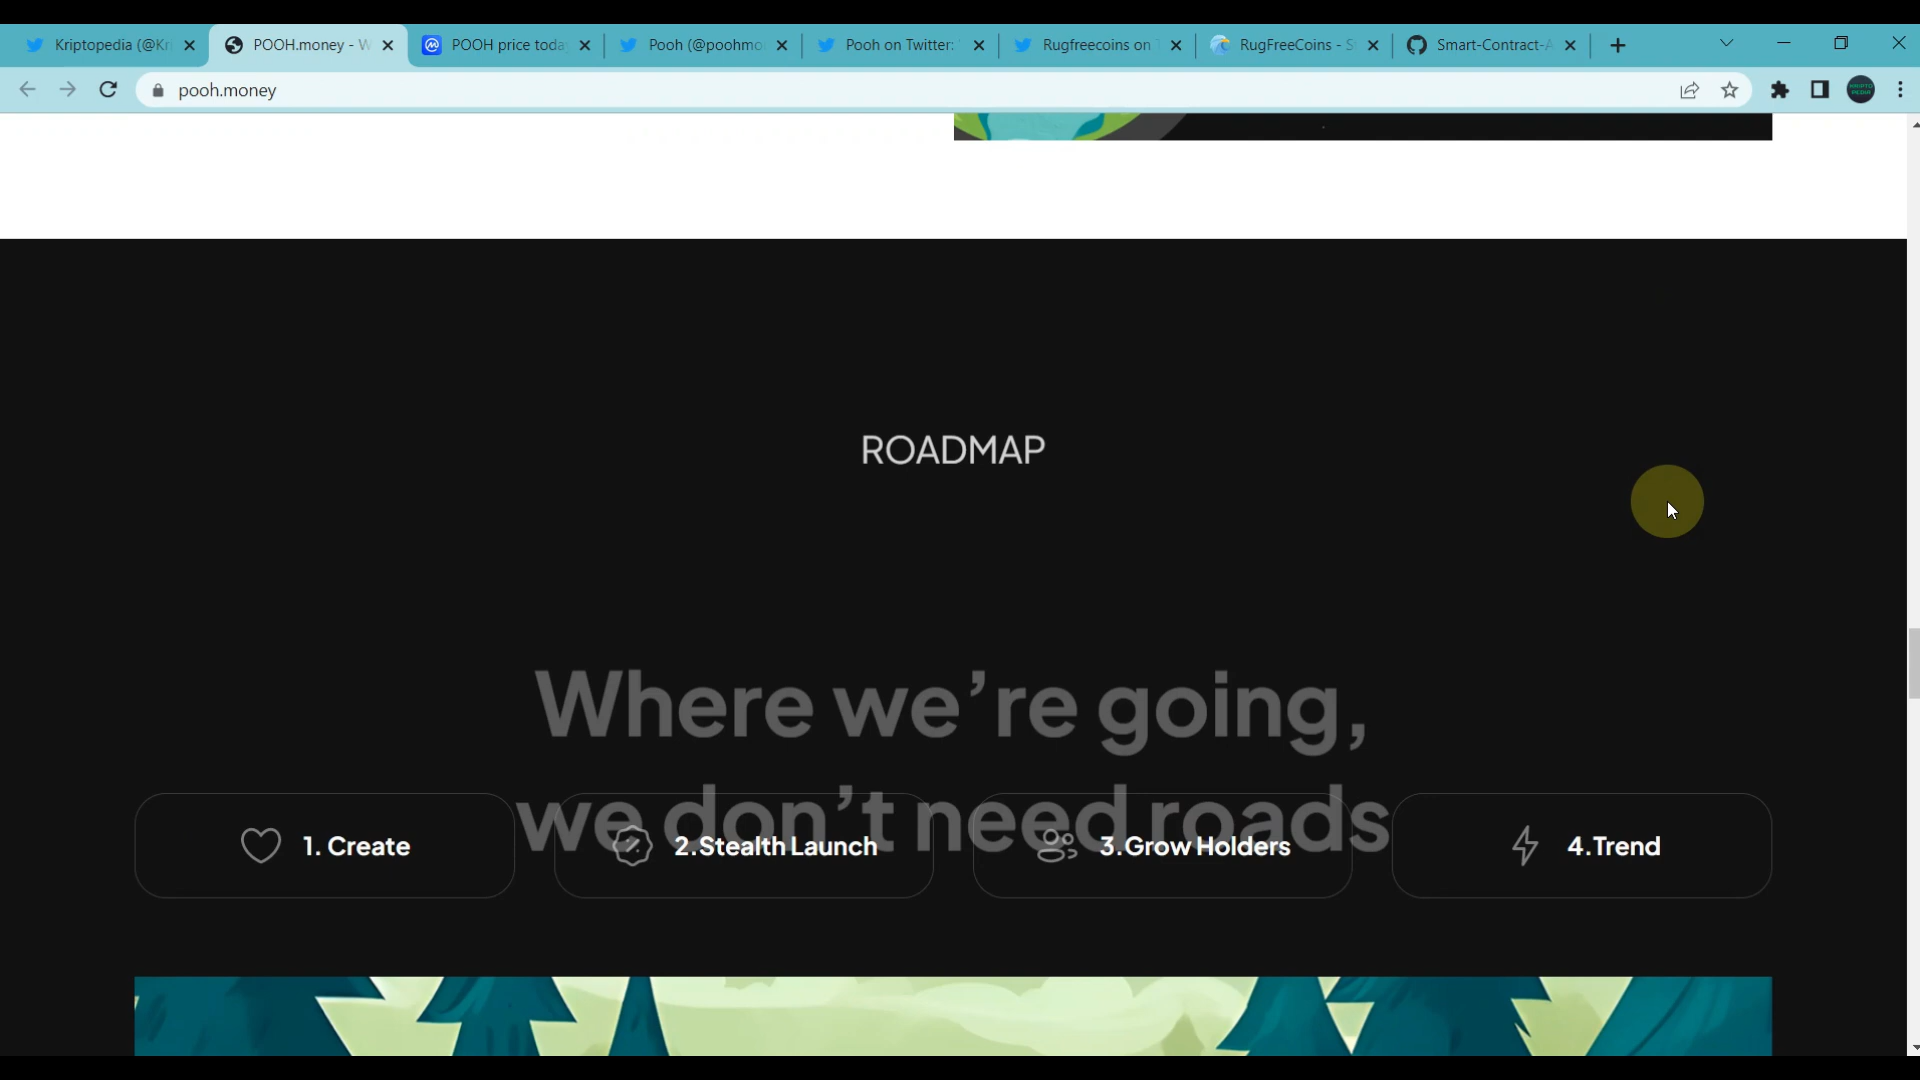 Kriptopedia (@Kr
POOH.money - W
POOH price toda
Pooh (@poohmo
Pooh on Twitter:
Rugfreecoins on
RugFreeCoins - S
Smart-Contract-A
pooh.money
ROADMAP
Where we’re going,
we don’t need roads
1. Create
2.Stealth Launch
3.Grow Holders
4.Trend